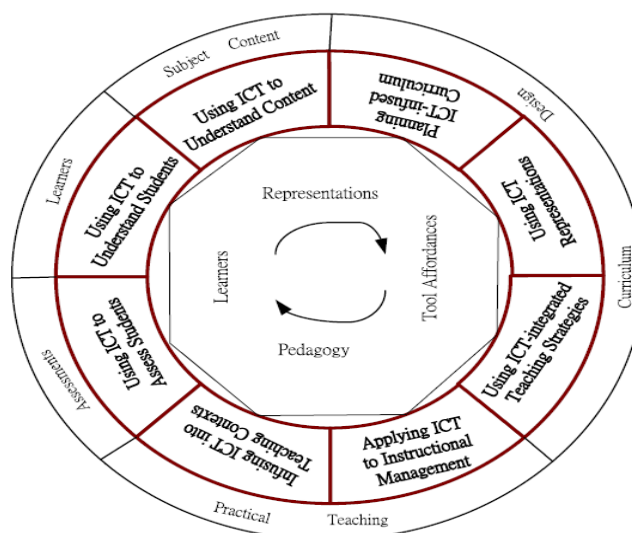 Subject Content
Using ICT to
Understand Content
Planning
ICT-infused
Curriculum
Design
Using ICT
Representations
Curriculum
Using ICT-integrated
Teaching Strategies
Applying ICT
to Instructional
Management
Practical Teaching
Infusing ICT into
Teaching Contexts
Assessments
Using ICT to
Assess Students
Learners
Using ICT to
Understand Students
Representations
Learners
Tool Affordances
Pedagogy